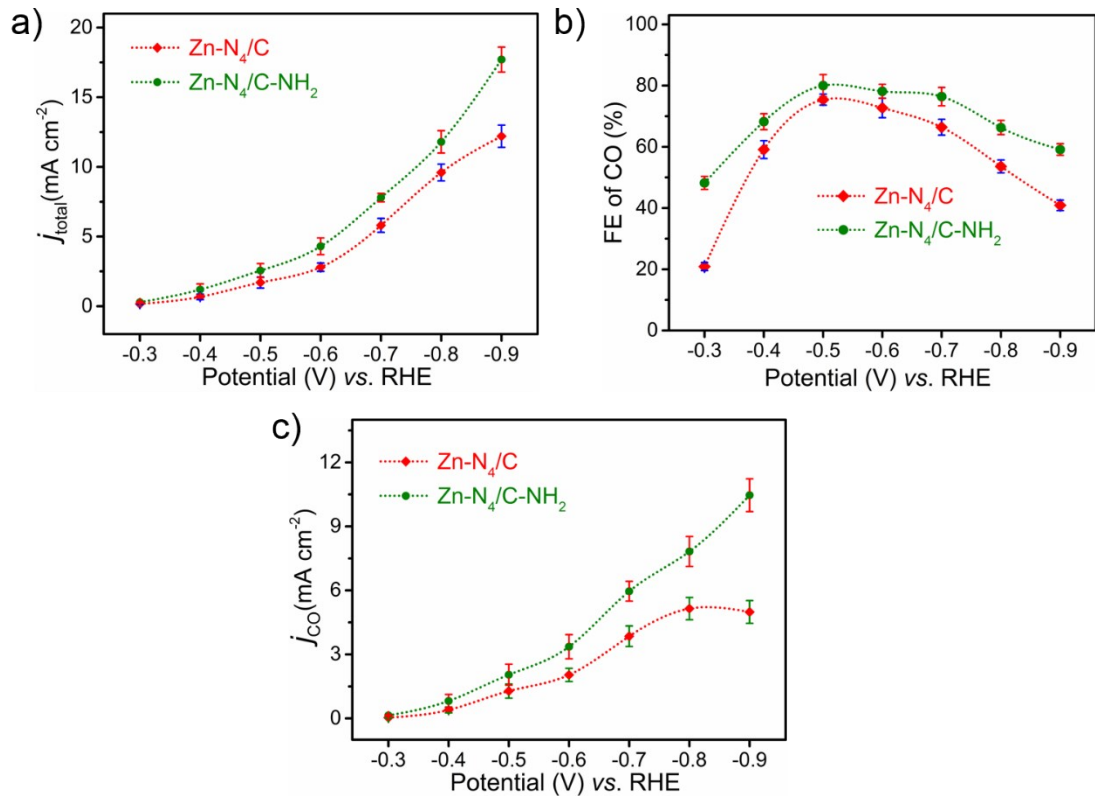 a)
20
15
10
5
0
j_total(mA cm⁻²)
Zn-N₄/C
Zn-N₄/C-NH₂
-0.3 -0.4 -0.5 -0.6 -0.7 -0.8 -0.9
Potential (V) vs. RHE
b)
100
80
60
40
20
0
FE of CO (%)
Zn-N₄/C
Zn-N₄/C-NH₂
-0.3 -0.4 -0.5 -0.6 -0.7 -0.8 -0.9
Potential (V) vs. RHE
c)
12
9
6
3
0
j_CO(mA cm⁻²)
Zn-N₄/C
Zn-N₄/C-NH₂
-0.3 -0.4 -0.5 -0.6 -0.7 -0.8 -0.9
Potential (V) vs. RHE